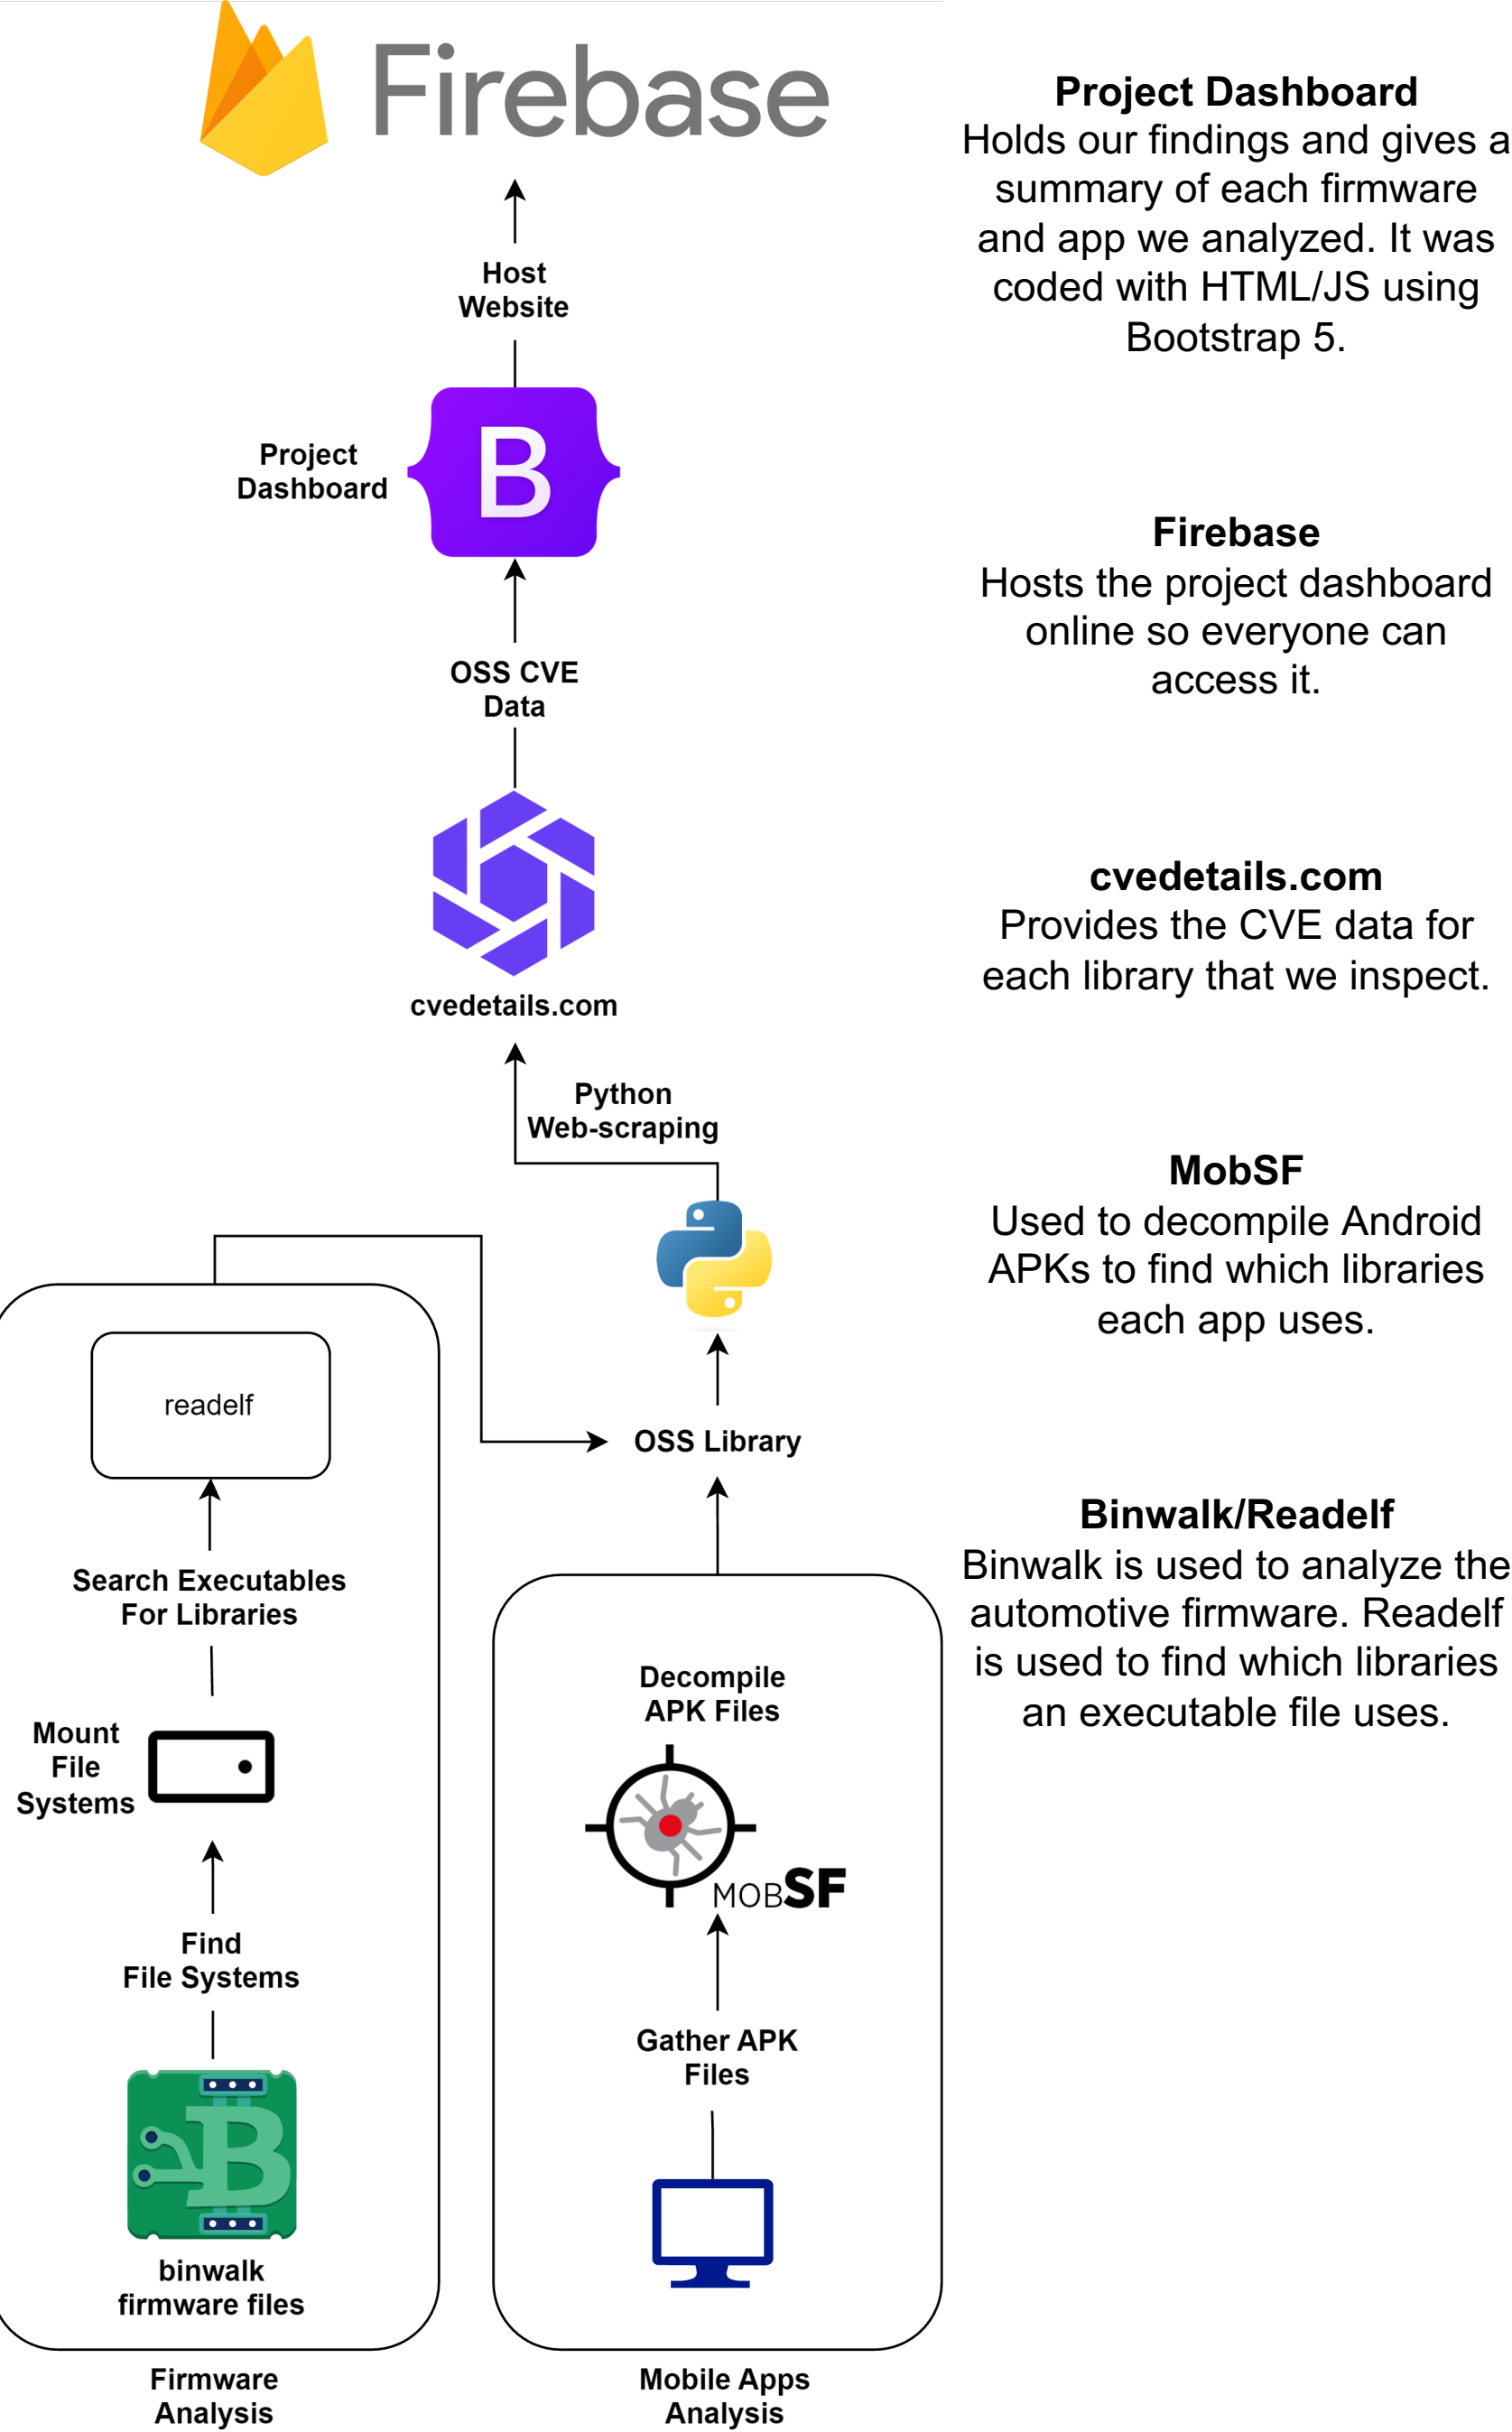 Firebase
Host
Website
Project
Dashboard
B
OSS CVE
Data
cvedetails.com
Python
Web-scraping
readelf
OSS Library
Search Executables
For Libraries
Mount
File
Systems
Find
File Systems
B
binwalk
firmware files
Firmware
Analysis
Decompile
APK Files
MOBSF
Gather APK
Files
Mobile Apps
Analysis
Project Dashboard
Holds our findings and gives a
summary of each firmware
and app we analyzed. It was
coded with HTML/JS using
Bootstrap 5.
Firebase
Hosts the project dashboard
online so everyone can
access it.
cvedetails.com
Provides the CVE data for
each library that we inspect.
MobSF
Used to decompile Android
APKs to find which libraries
each app uses.
Binwalk/Readelf
Binwalk is used to analyze the
automotive firmware. Readelf
is used to find which libraries
an executable file uses.